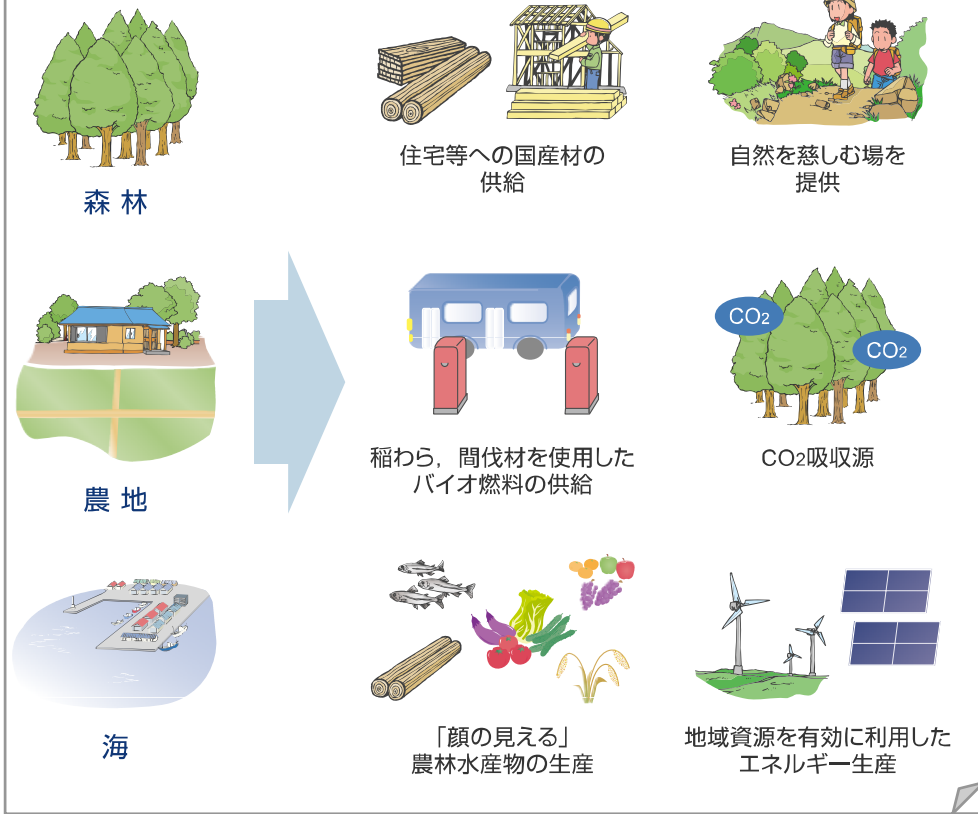 森 林
住宅等への国産材の
供給
自然を慈しむ場を
提供
農 地
稲わら，間伐材を使用した
バイオ燃料の供給
CO2
CO2
CO2吸収源
海
「顔の見える」
農林水産物の生産
地域資源を有効に利用した
エネルギー生産